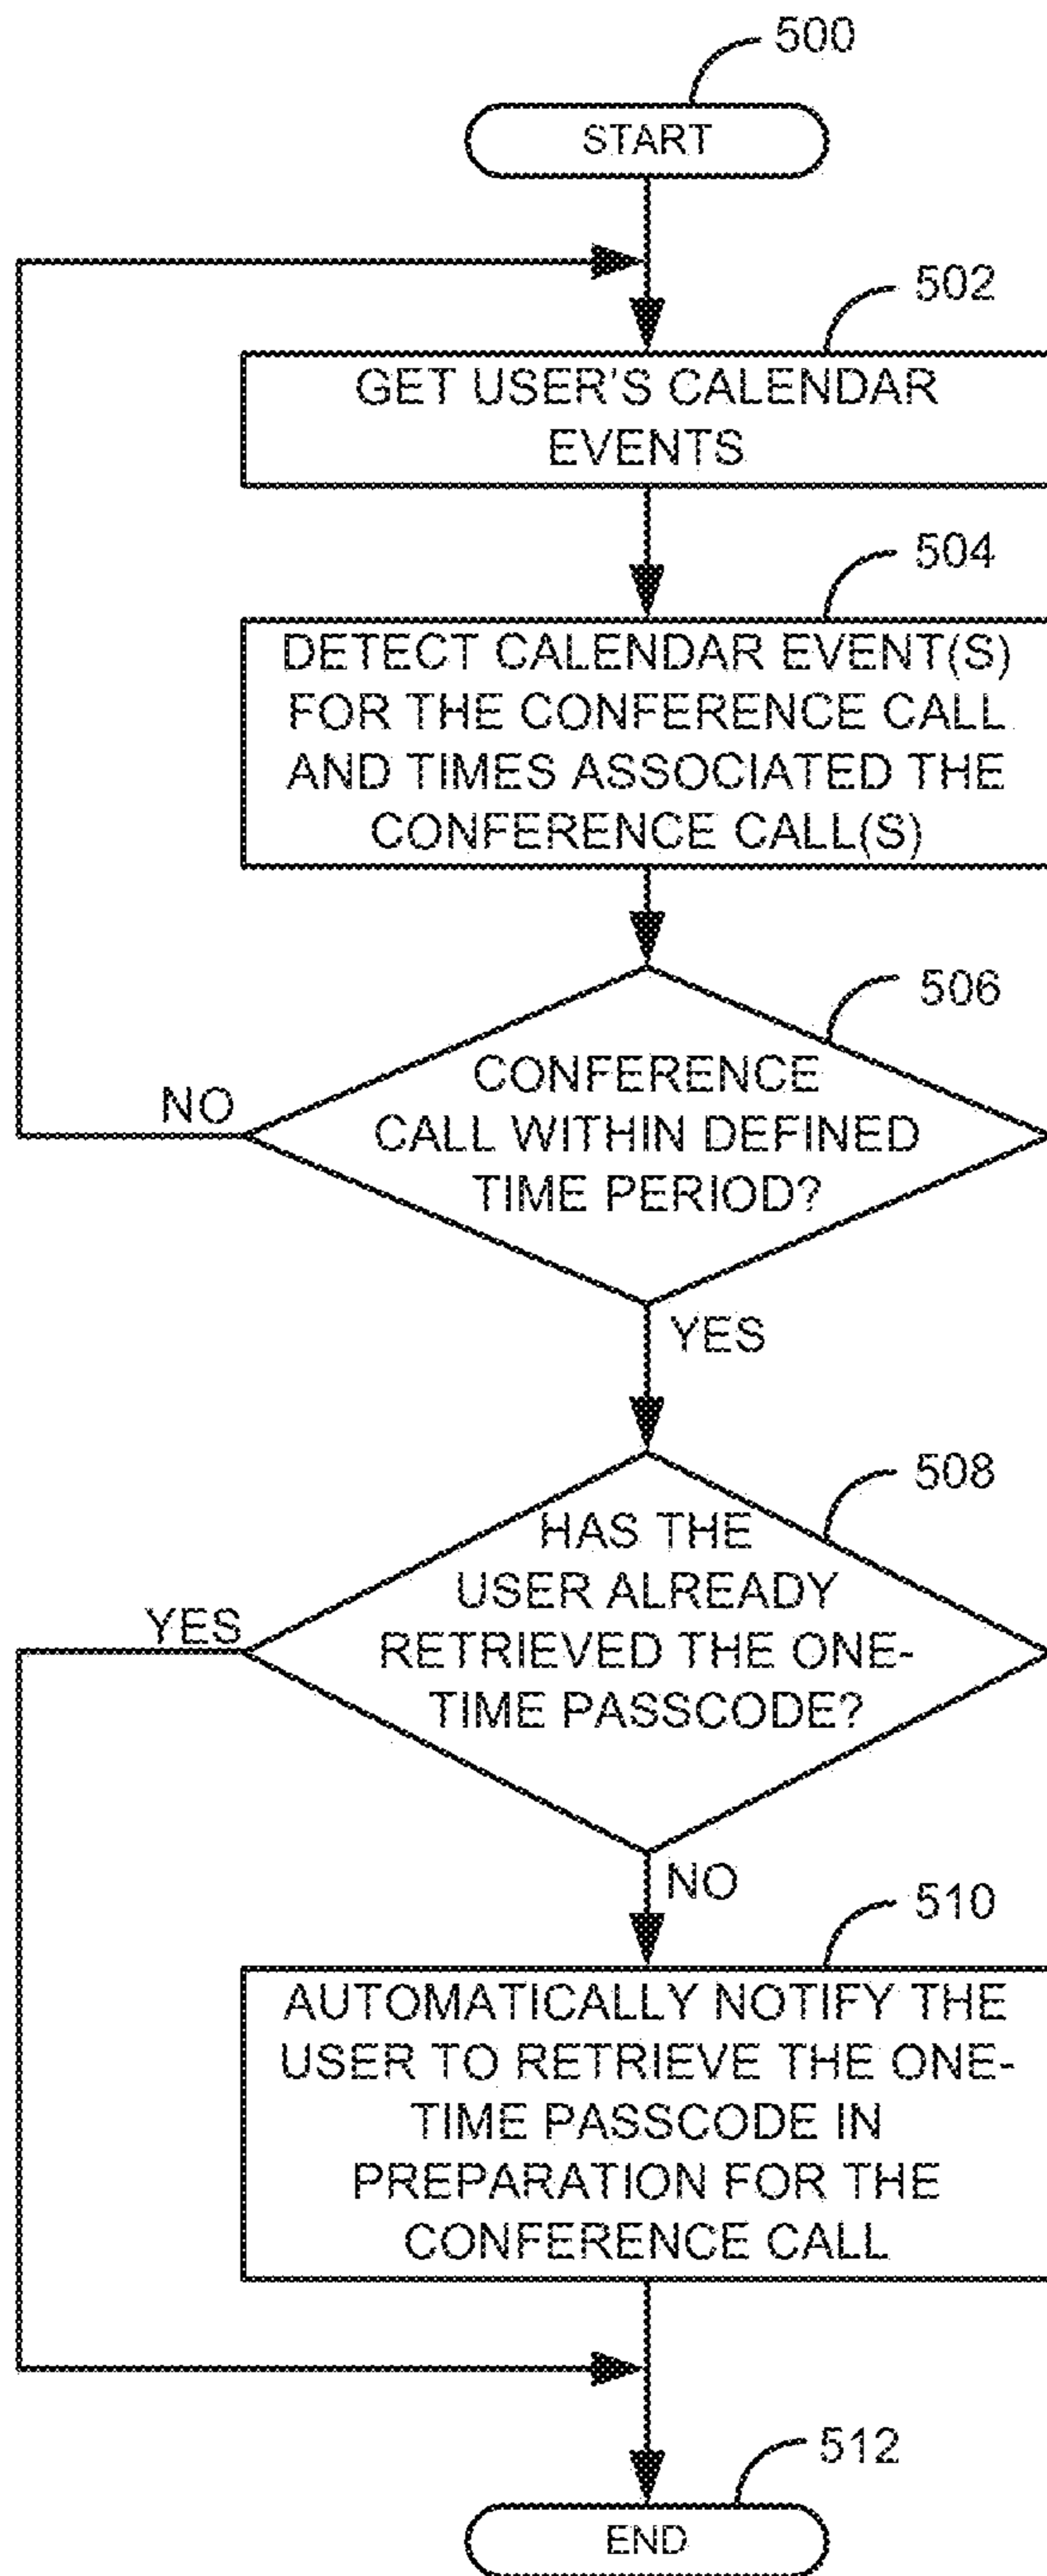 500
START
502
GET USER'S CALENDAR
EVENTS
504
DETECT CALENDAR EVENT(S)
FOR THE CONFERENCE CALL
AND TIMES ASSOCIATED THE
CONFERENCE CALL(S)
506
CONFERENCE
CALL WITHIN DEFINED
TIME PERIOD?
NO
YES
508
HAS THE
USER ALREADY
RETRIEVED THE ONE-
TIME PASSCODE?
YES
NO
510
AUTOMATICALLY NOTIFY THE
USER TO RETRIEVE THE ONE-
TIME PASSCODE IN
PREPARATION FOR THE
CONFERENCE CALL
512
END